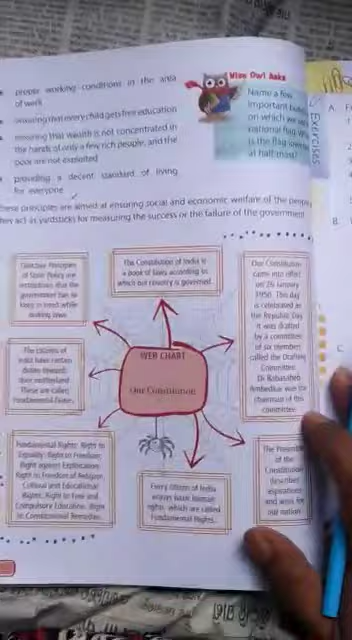 proper working conditions in the area
of work
ensuring that every child gets free education
ensuring that wealth is not concentrated in
the hands of only a few rich people, and the
poor are not exploited
providing a decent standard of living
for everyone
These principles are aimed at ensuring social and economic welfare of the people
They act as yardsticks for measuring the success or the failure of the government
Wise Owl Asks
Name a few
important
on which we
national flag
is the flag
at half-mast?
Exercises
A.
B.
C.
Directive Principles
of State Policy are
instructions that the
government has to
keep in mind while
making laws
The Constitution of India is
a book of laws according to
which our country is governed.
Our Constitution
came into effect
on 26 January
1950. This day
is celebrated as
the Republic Day.
It was drafted
by a committee
of six members
called the Drafting
Committee.
Dr Babasaheb
Ambedkar was the
chairman of this
committee.
The citizens of
India have certain
duties towards
their motherland.
These are called
Fundamental Duties.
WEB CHART
Our Constitution
Fundamental Rights: Right to
Equality, Right to Freedom,
Right against Exploitation,
Right to Freedom of Religion,
Cultural and Educational
Rights, Right to Free and
Compulsory Education, Right
to Constitutional Remedies.
Every citizen of India
enjoys basic human
rights, which are called
Fundamental Rights.
The Preamble
of the
Constitution
describes
aspirations
and aims for
our nation